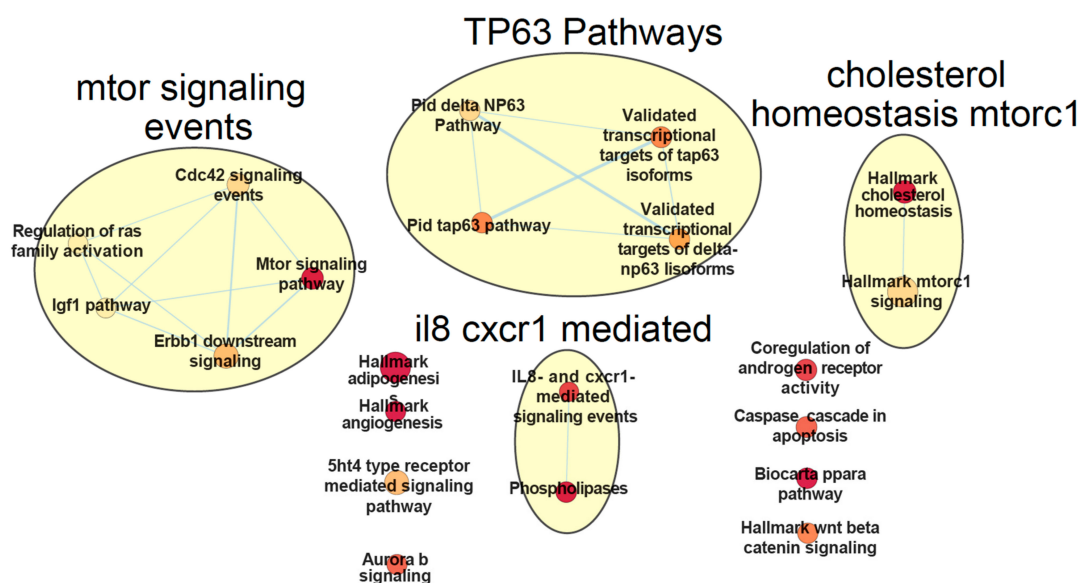 mtor signaling
events
Cdc42 signaling
events
Regulation of ras
family activation
Mtor signaling
pathway
Igf1 pathway
Erbb1 downstream
signaling
TP63 Pathways
Pid delta NP63
Pathway
Validated
transcriptional
targets of tap63
isoforms
Pid tap63 pathway
Validated
transcriptional
targets of delta-
np63 Iisoforms
cholesterol
homeostasis mtorc1
Hallmark
cholesterol
homeostasis
Hallmark mtorc1
signaling
il8 cxcr1 mediated
Hallmark
adipogenesi
s
Hallmark
angiogenesis
5ht4 type receptor
mediated signaling
pathway
Aurora b
signaling
IL8- and cxcr1-
mediated
signaling events
Phospholipases
Coregulation of
androgen receptor
activity
Caspase cascade in
apoptosis
Biocarta ppara
pathway
Hallmark wnt beta
catenin signaling